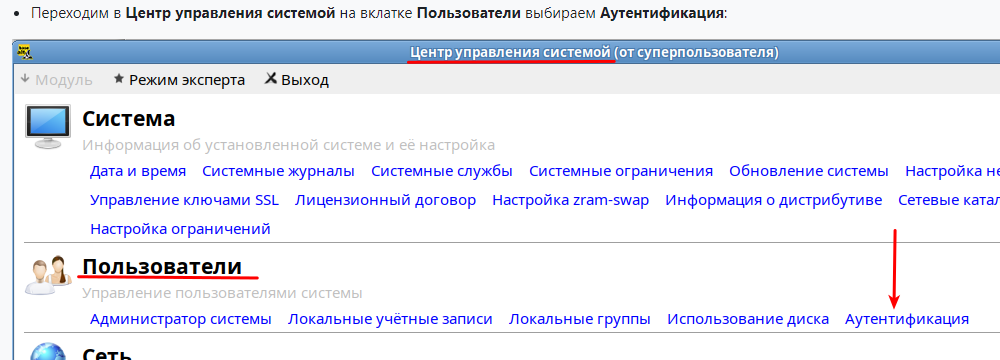 Переходим в Центр управления системой на вклатке Пользователи выбираем Аутентификация:
Центр управления системой (от суперпользователя)
Модуль Режим эксперта Выход
Система
Информация об установленной системе и её настройка
Дата и время Системные журналы Системные службы Системные ограничения Обновление системы Настройка
Управление ключами SSL Лицензионный договор Настройка zram-swap Информация о дистрибутиве Сетевые
Настройка ограничений
Пользователи
Управление пользователями системы
Администратор системы Локальные учётные записи Локальные группы Использование диска Аутентификация
Сеть